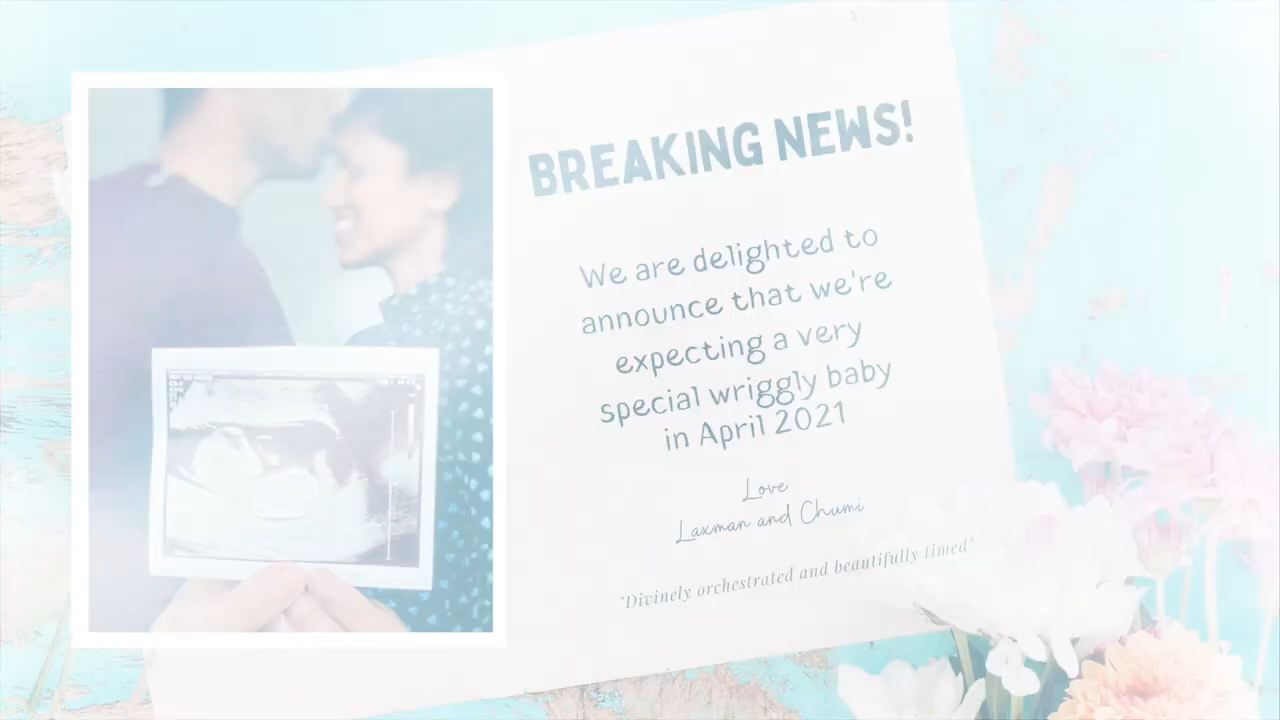 BREAKING NEWS!
We are delighted to
announce that we're
expecting a very
special wriggly baby
in April 2021
Love
Laxman and Chumi
"Divinely orchestrated and beautifully timed"